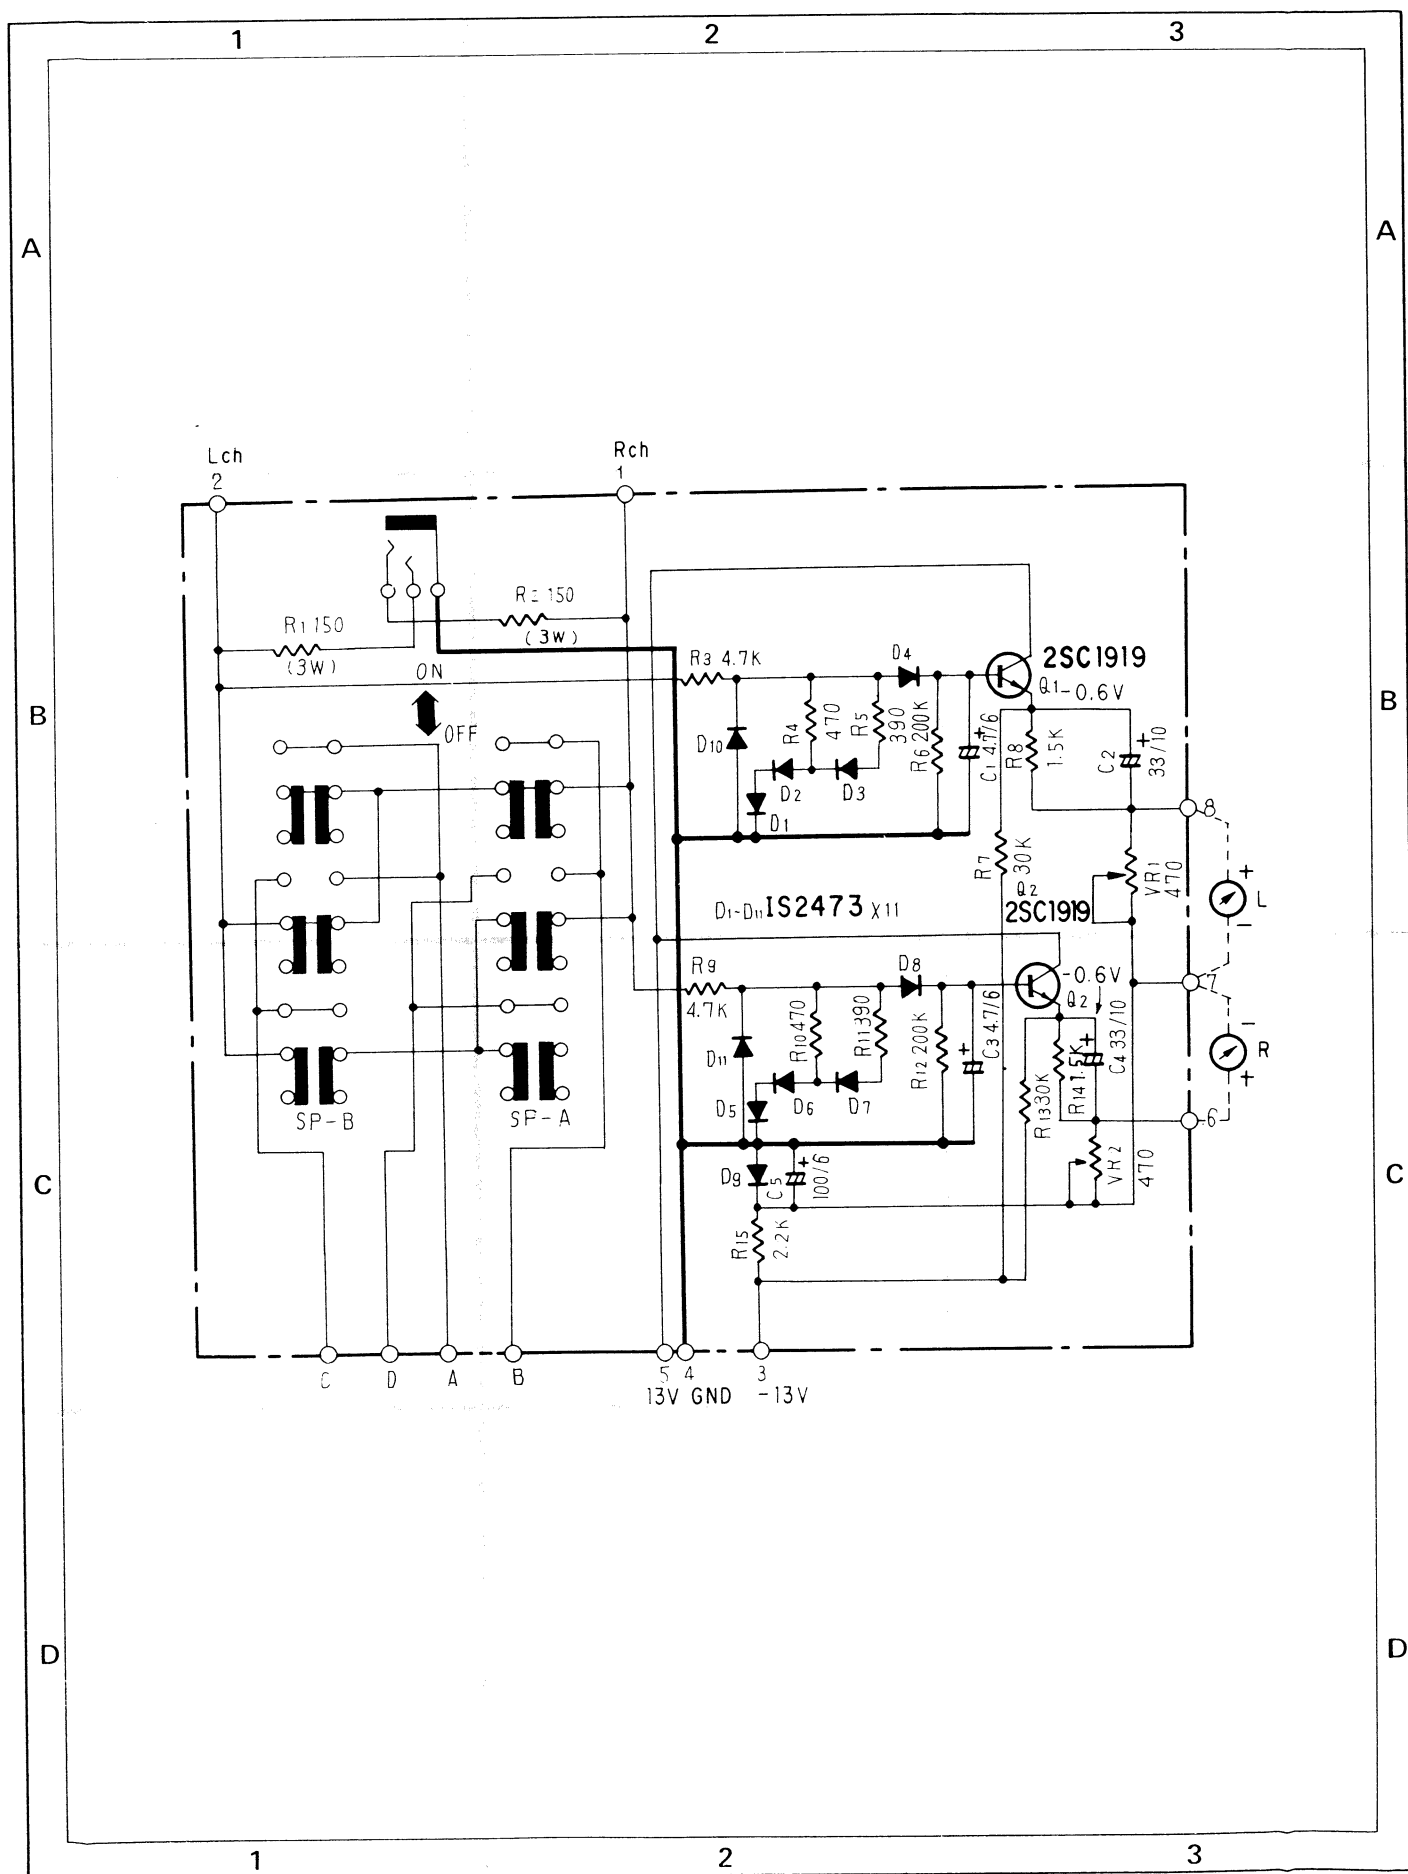 1 2 3
A A
Lch
2
Rch
1
R2 150
(3W)
R1 150
(3W)
ON
OFF
R3 4.7K
D4
2SC1919
Q1 -0.6V
B B
D10
R4
470
R5
390
R6 200K
C1 4.7/6
+
R8
1.5K
C2
+
33/10
D2
D3
D1
8
R7
30K
VR1
470
+
L
-
Q2
2SC1919
D1-D11 IS2473 X11
R9
4.7K
D8
-0.6V
Q2
7
D11
R10 470
R11 390
R12 200K
C3 4.7/6
+
R13 30K
R14 1.5K
+
C4 33/10
-
R
+
D5
D6
D7
SP-B
SP-A
6
D9
C5
+
100/6
VR2
470
C C
R15
2.2K
C D A B
5 4 3
13V GND -13V
D D
1 2 3